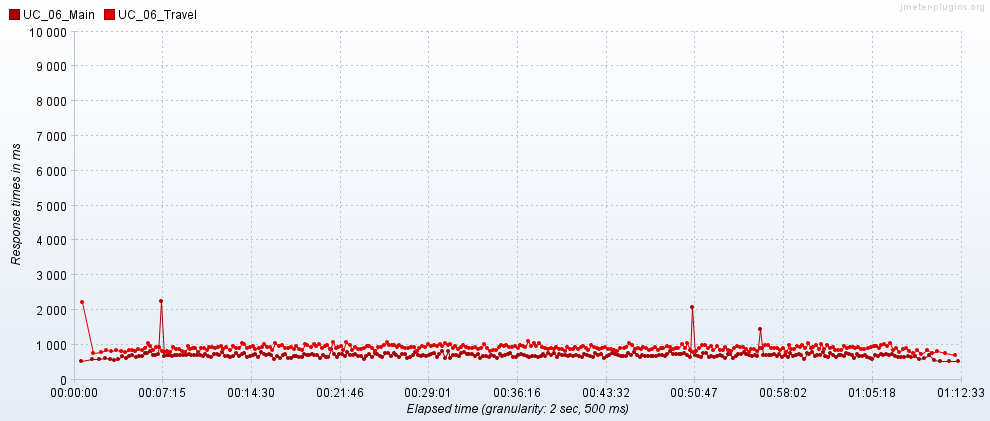 jmeter-plugins.org
UC_06_Main UC_06_Travel
10 000
9 000
8 000
7 000
6 000
5 000
4 000
3 000
2 000
1 000
0
Response times in ms
00:00:00 00:07:15 00:14:30 00:21:46 00:29:01 00:36:16 00:43:32 00:50:47 00:58:02 01:05:18 01:12:33
Elapsed time (granularity: 2 sec, 500 ms)